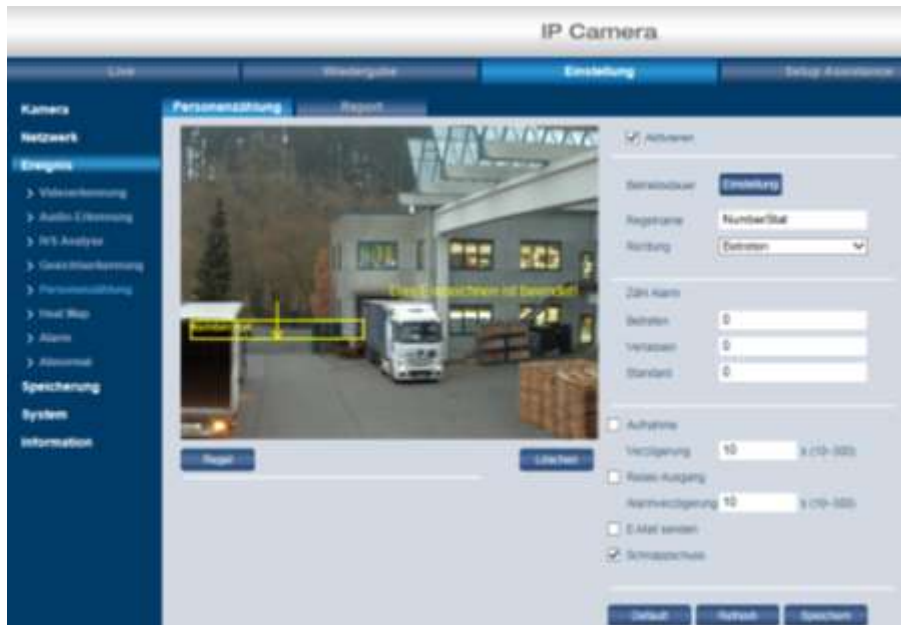 IP Camera
Live
Wiedergabe
Einstellung
Setup Assistence
Kamera
Netzwerk
Ereignis
> Videoerkennung
> Audio Erkennung
> IVS Analyse
> Gesichtserkennung
> Personenzählung
> Heat Map
> Alarm
> Abnormal
Speicherung
System
Information
Personenzählung
Report
NumberStat
Regel
Löschen
Aktivieren
Betriebsdauer
Einstellung
Regelname
NumberStat
Richtung
Betreten
Zähl Alarm
Betreten
0
Verlassen
0
Standard
0
Aufnahme
Verzögerung
10
s (10~300)
Relais-Ausgang
Alarmverzögerung
10
s (10~300)
E-Mail senden
Schnappschuss
Default
Refresh
Speichern